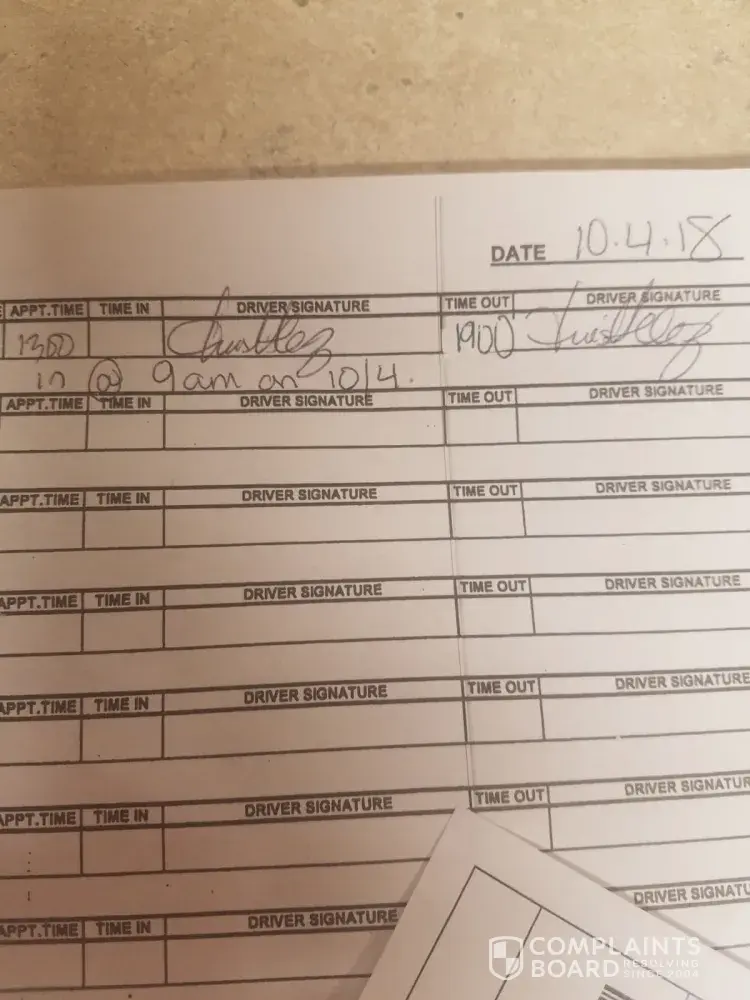 DATE 10.4.18
APPT.TIME TIME IN DRIVER SIGNATURE TIME OUT DRIVER SIGNATURE
1300 1900
in @ 9am on 10/4.
APPT.TIME TIME IN DRIVER SIGNATURE TIME OUT DRIVER SIGNATURE
APPT.TIME TIME IN DRIVER SIGNATURE TIME OUT DRIVER SIGNATURE
APPT.TIME TIME IN DRIVER SIGNATURE TIME OUT DRIVER SIGNATURE
APPT.TIME TIME IN DRIVER SIGNATURE TIME OUT DRIVER SIGNATURE
APPT.TIME TIME IN DRIVER SIGNATURE TIME OUT DRIVER SIGNATUR
APPT.TIME TIME IN DRIVER SIGNATURE DRIVER SIGNATU
COMPLAINTS
BOARD RESOLVING
SINCE 2004